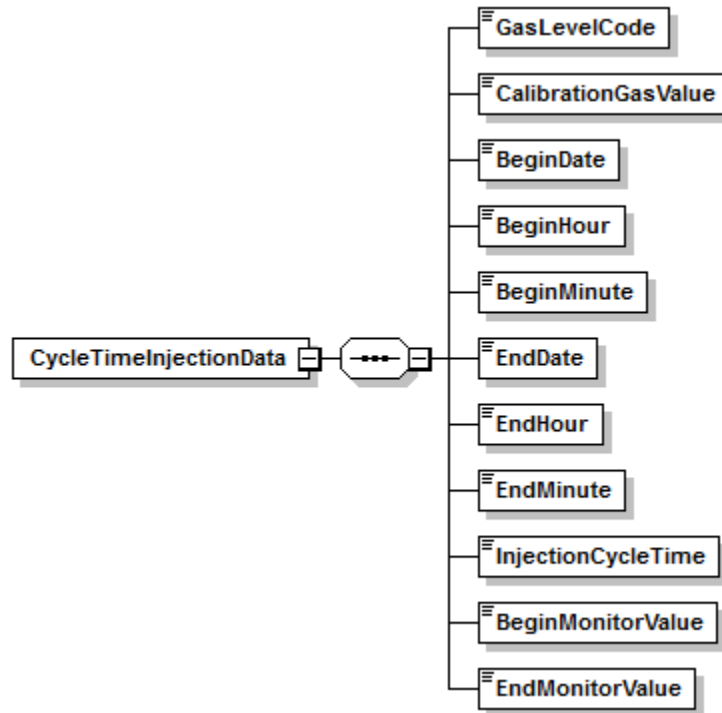 GasLevelCode
CalibrationGasValue
BeginDate
BeginHour
BeginMinute
CycleTimeInjectionData
EndDate
EndHour
EndMinute
InjectionCycleTime
BeginMonitorValue
EndMonitorValue